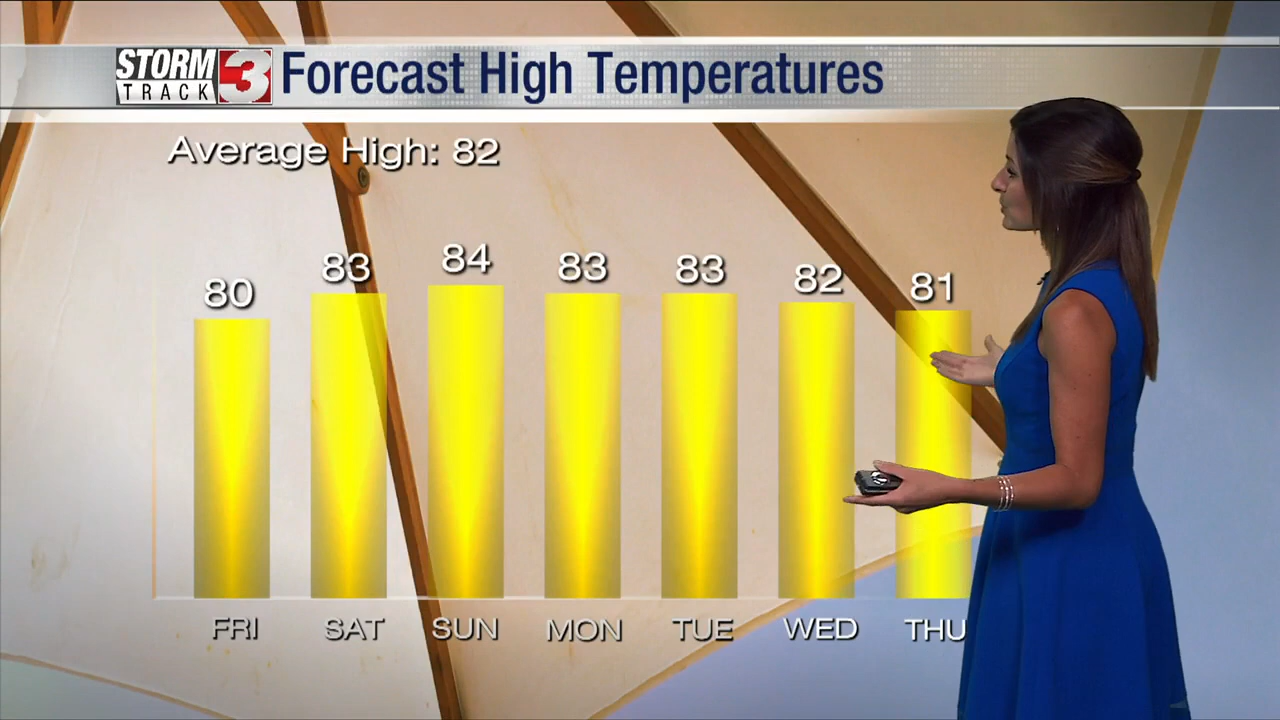 STORM
TRACK 3
Forecast High Temperatures
Average High: 82
80 83 84 83 83 82 81
FRI SAT SUN MON TUE WED THU